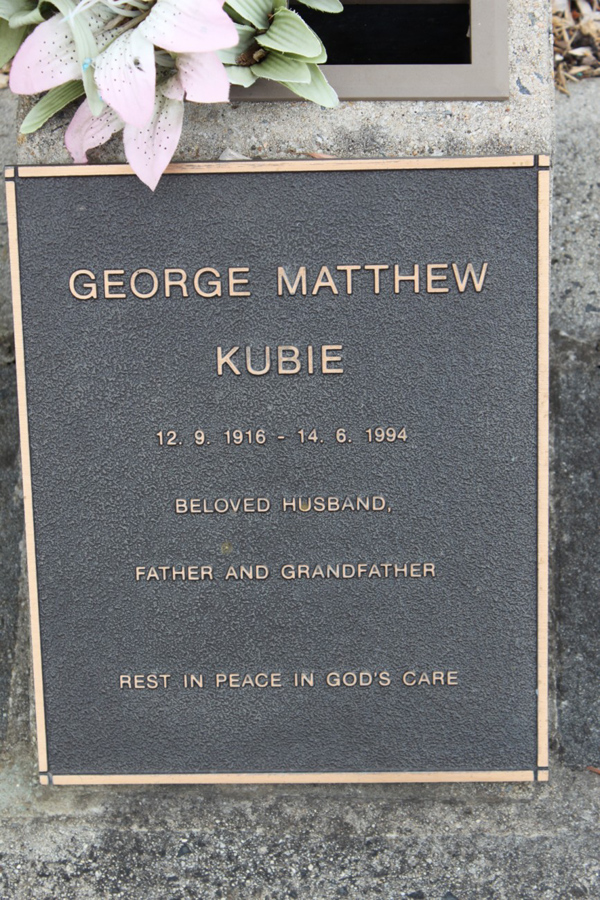 GEORGE MATTHEW
KUBIE
12. 9. 1916 - 14. 6. 1994
BELOVED HUSBAND,
FATHER AND GRANDFATHER
REST IN PEACE IN GOD'S CARE